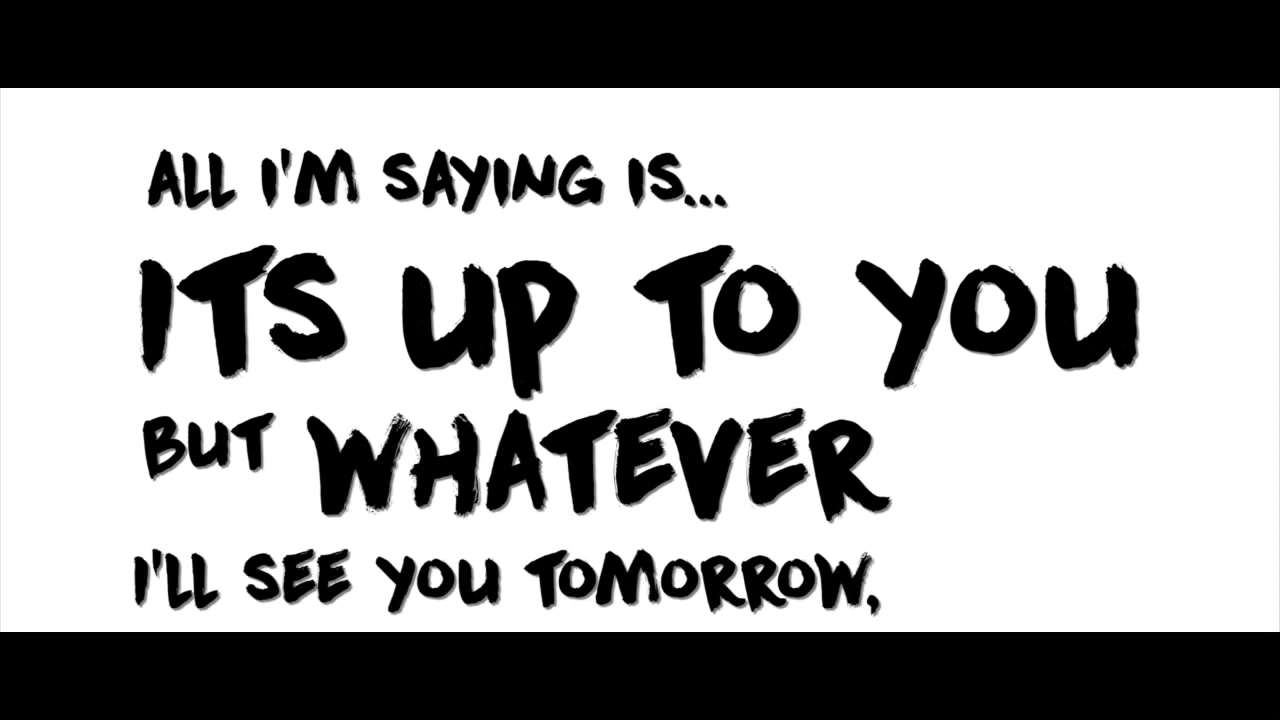 ALL I'M SAYING IS...
ITS UP TO YOU
BUT WHATEVER
I'LL SEE YOU TOMORROW,